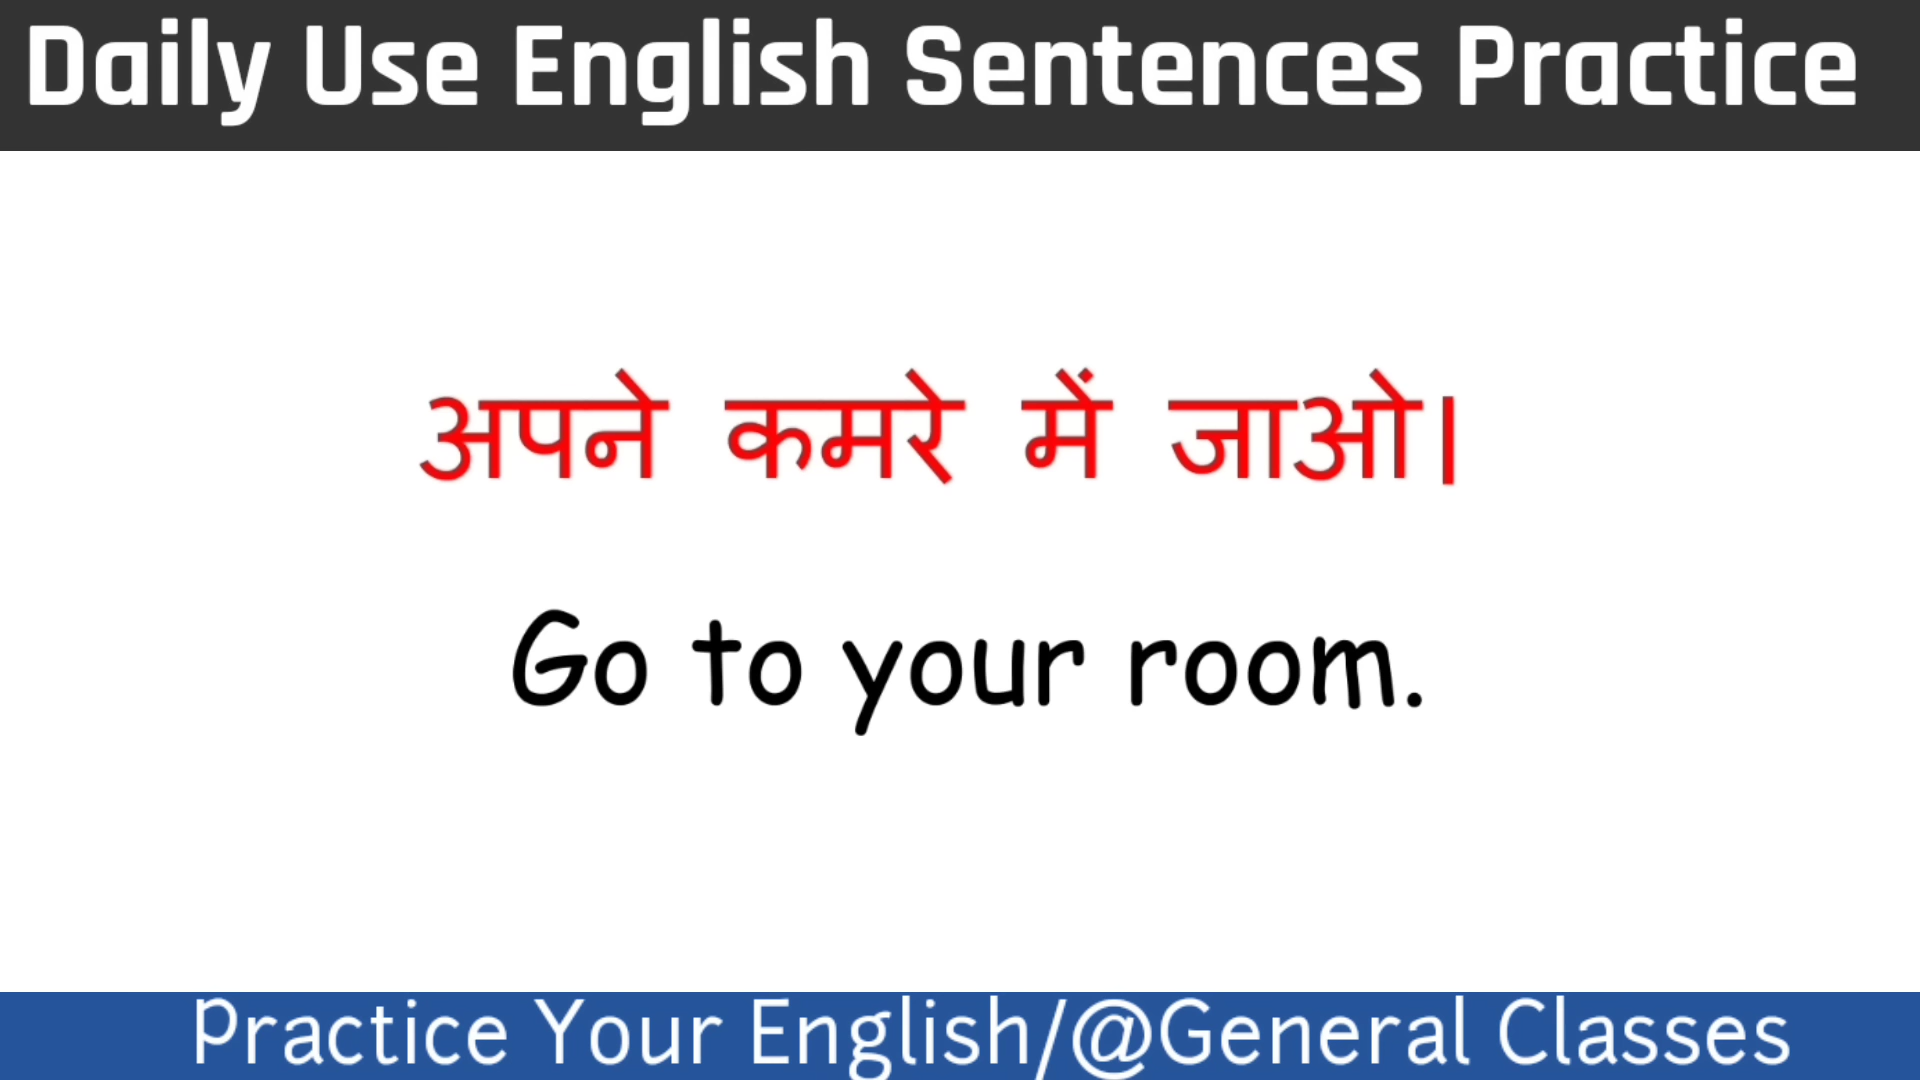 Daily Use English Sentences Practice
अपने कमरे में जाओ।
Go to your room.
Practice Your English/@General Classes